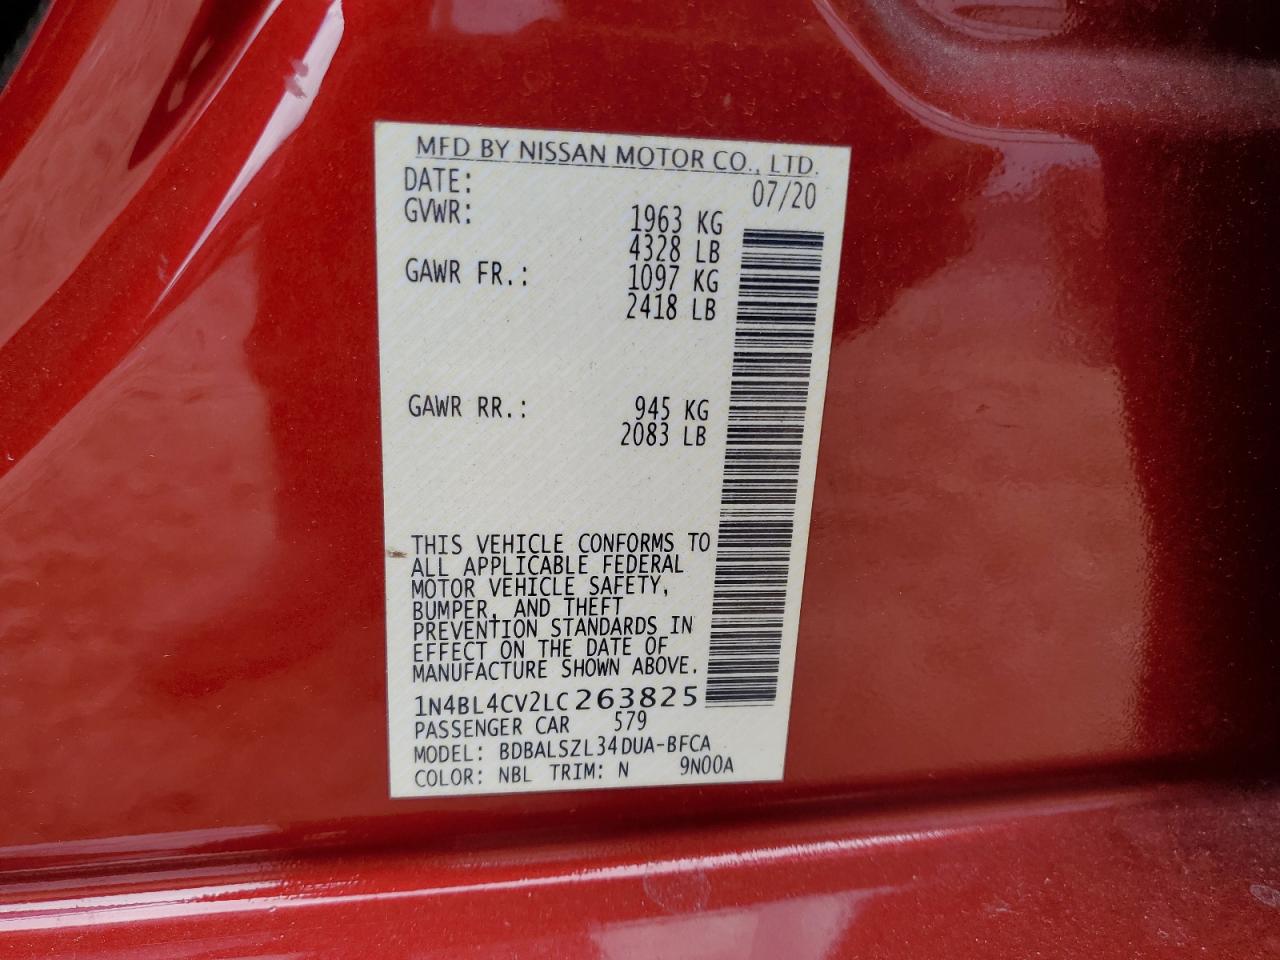 MFD BY NISSAN MOTOR CO., LTD.
DATE: 07/20
GVWR: 1963 KG
4328 LB
GAWR FR.: 1097 KG
2418 LB
GAWR RR.: 945 KG
2083 LB
THIS VEHICLE CONFORMS TO
ALL APPLICABLE FEDERAL
MOTOR VEHICLE SAFETY,
BUMPER, AND THEFT
PREVENTION STANDARDS IN
EFFECT ON THE DATE OF
MANUFACTURE SHOWN ABOVE.
1N4BL4CV2LC263825
PASSENGER CAR 579
MODEL: BDBALSZL34DUA-BFCA
COLOR: NBL TRIM: N 9N00A